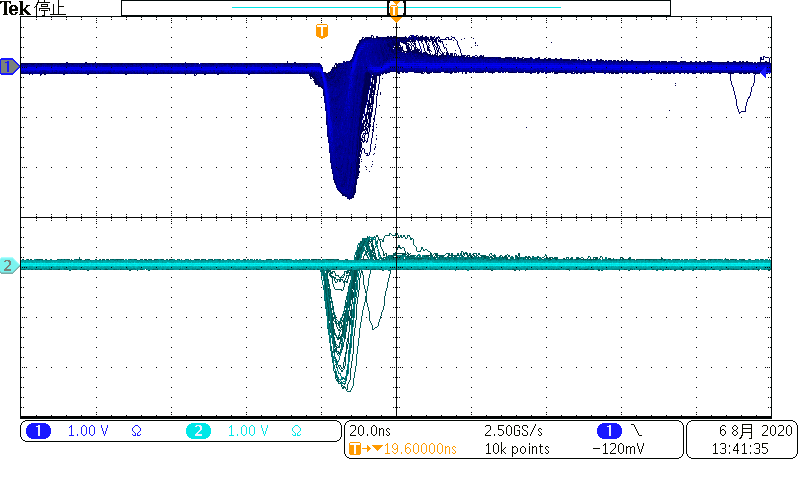 Tek 停止
T
T
1
2
1 1.00 V Ω 2 1.00 V Ω
20.0ns 2.50GS/s 1 \
T→▼19.60000ns 10k points −120mV
6 8月 2020
13:41:35